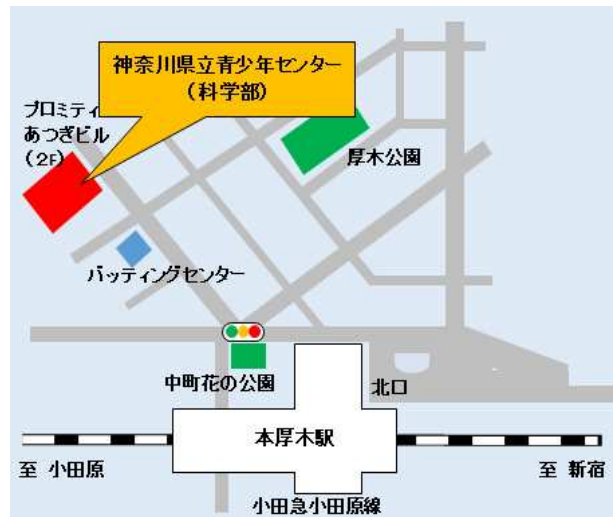 神奈川県立青少年センター
（科学部）
プロミティ
あつぎビル
（2F）
厚木公園
バッティングセンター
中町花の公園
北口
本厚木駅
至 小田原
至 新宿
小田急小田原線